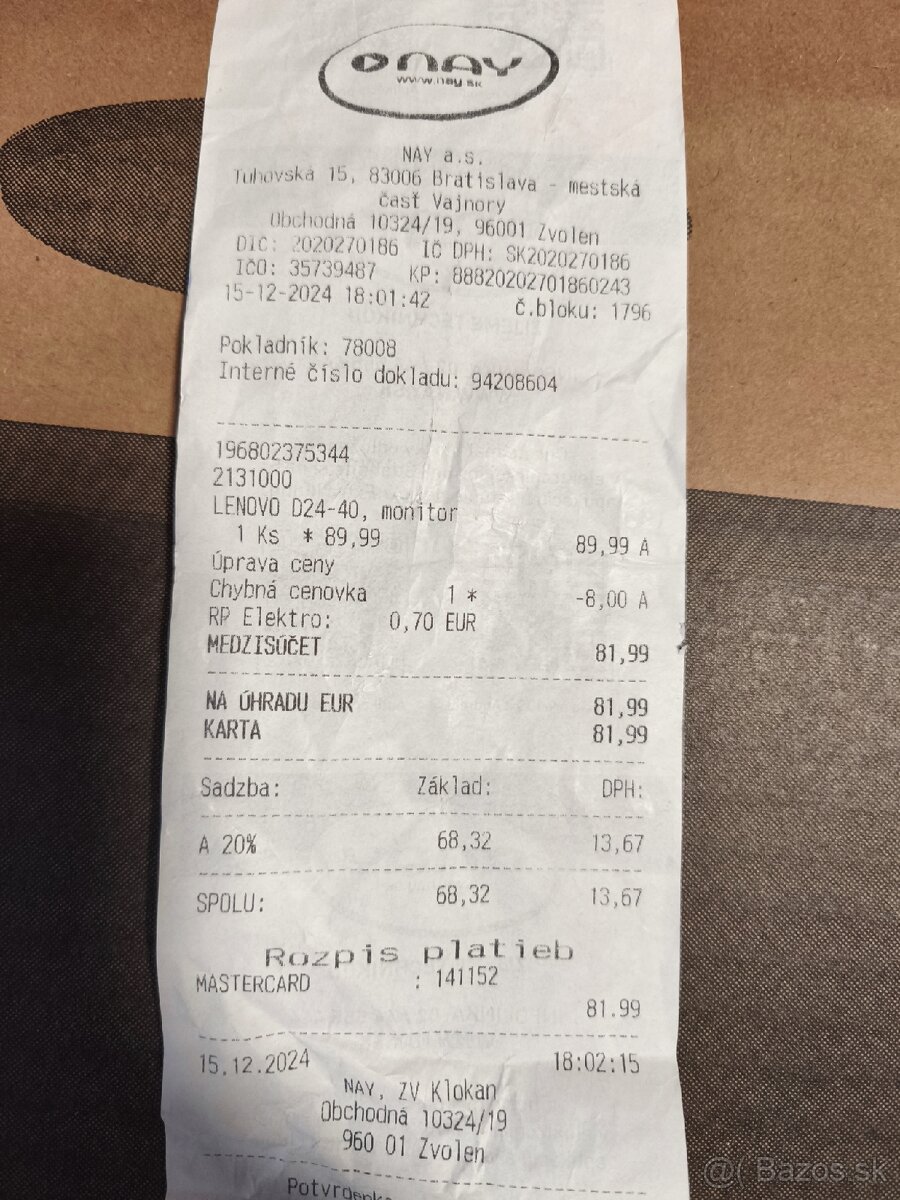 NAY
www.nay.sk
NAY a.s.
Tuhovská 15, 83006 Bratislava - mestská
časť Vajnory
Obchodná 10324/19, 96001 Zvolen
DIČ: 2020270186 IČ DPH: SK2020270186
IČO: 35739487 KP: 88820202701860243
15-12-2024 18:01:42 č.bloku: 1796
Pokladník: 78008
Interné číslo dokladu: 94208604
196802375344
2131000
LENOVO D24-40, monitor
1 Ks * 89,99 89,99 A
Úprava ceny
Chybná cenovka 1 * -8,00 A
RP Elektro: 0,70 EUR
MEDZISÚČET 81,99
NA ÚHRADU EUR 81,99
KARTA 81,99
Sadzba: Základ: DPH:
A 20% 68,32 13,67
SPOLU: 68,32 13,67
Rozpis platieb
MASTERCARD : 141152
81.99
15.12.2024 18:02:15
NAY, ZV Klokan
Obchodná 10324/19
960 01 Zvolen
@ Bazos.sk